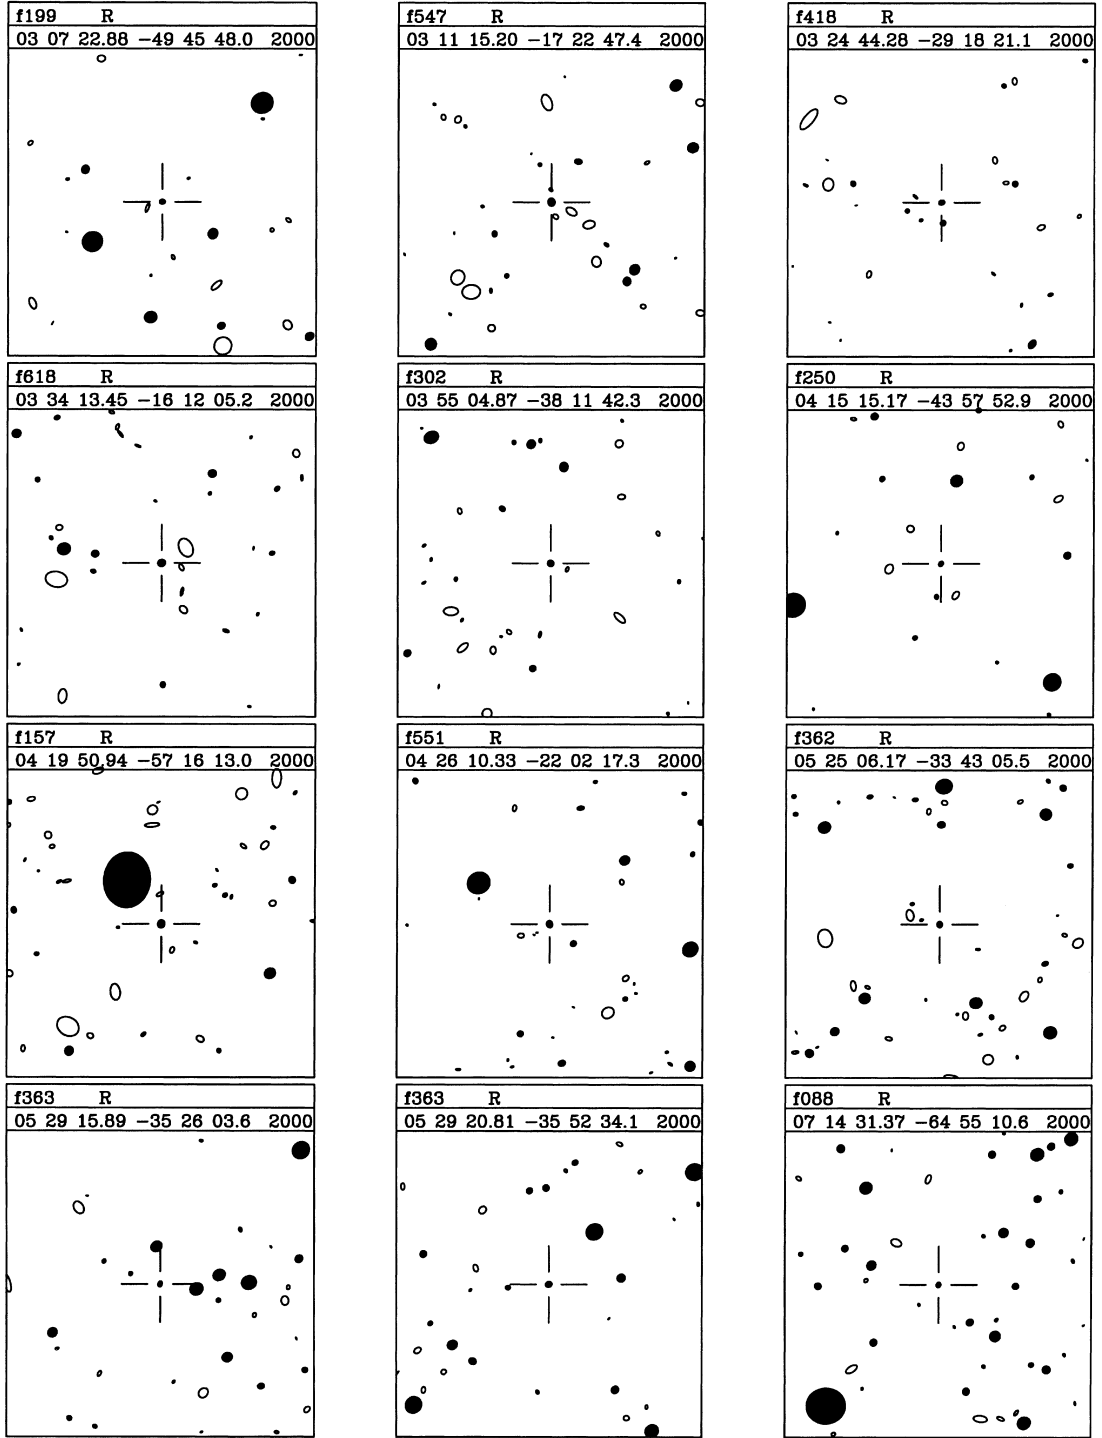 f199 R
03 07 22.88 −49 45 48.0 2000
f547 R
03 11 15.20 −17 22 47.4 2000
f418 R
03 24 44.28 −29 18 21.1 2000
f618 R
03 34 13.45 −16 12 05.2 2000
f302 R
03 55 04.87 −38 11 42.3 2000
f250 R
04 15 15.17 −43 57 52.9 2000
f157 R
04 19 50.94 −57 16 13.0 2000
f551 R
04 26 10.33 −22 02 17.3 2000
f362 R
05 25 06.17 −33 43 05.5 2000
f363 R
05 29 15.89 −35 26 03.6 2000
f363 R
05 29 20.81 −35 52 34.1 2000
f088 R
07 14 31.37 −64 55 10.6 2000